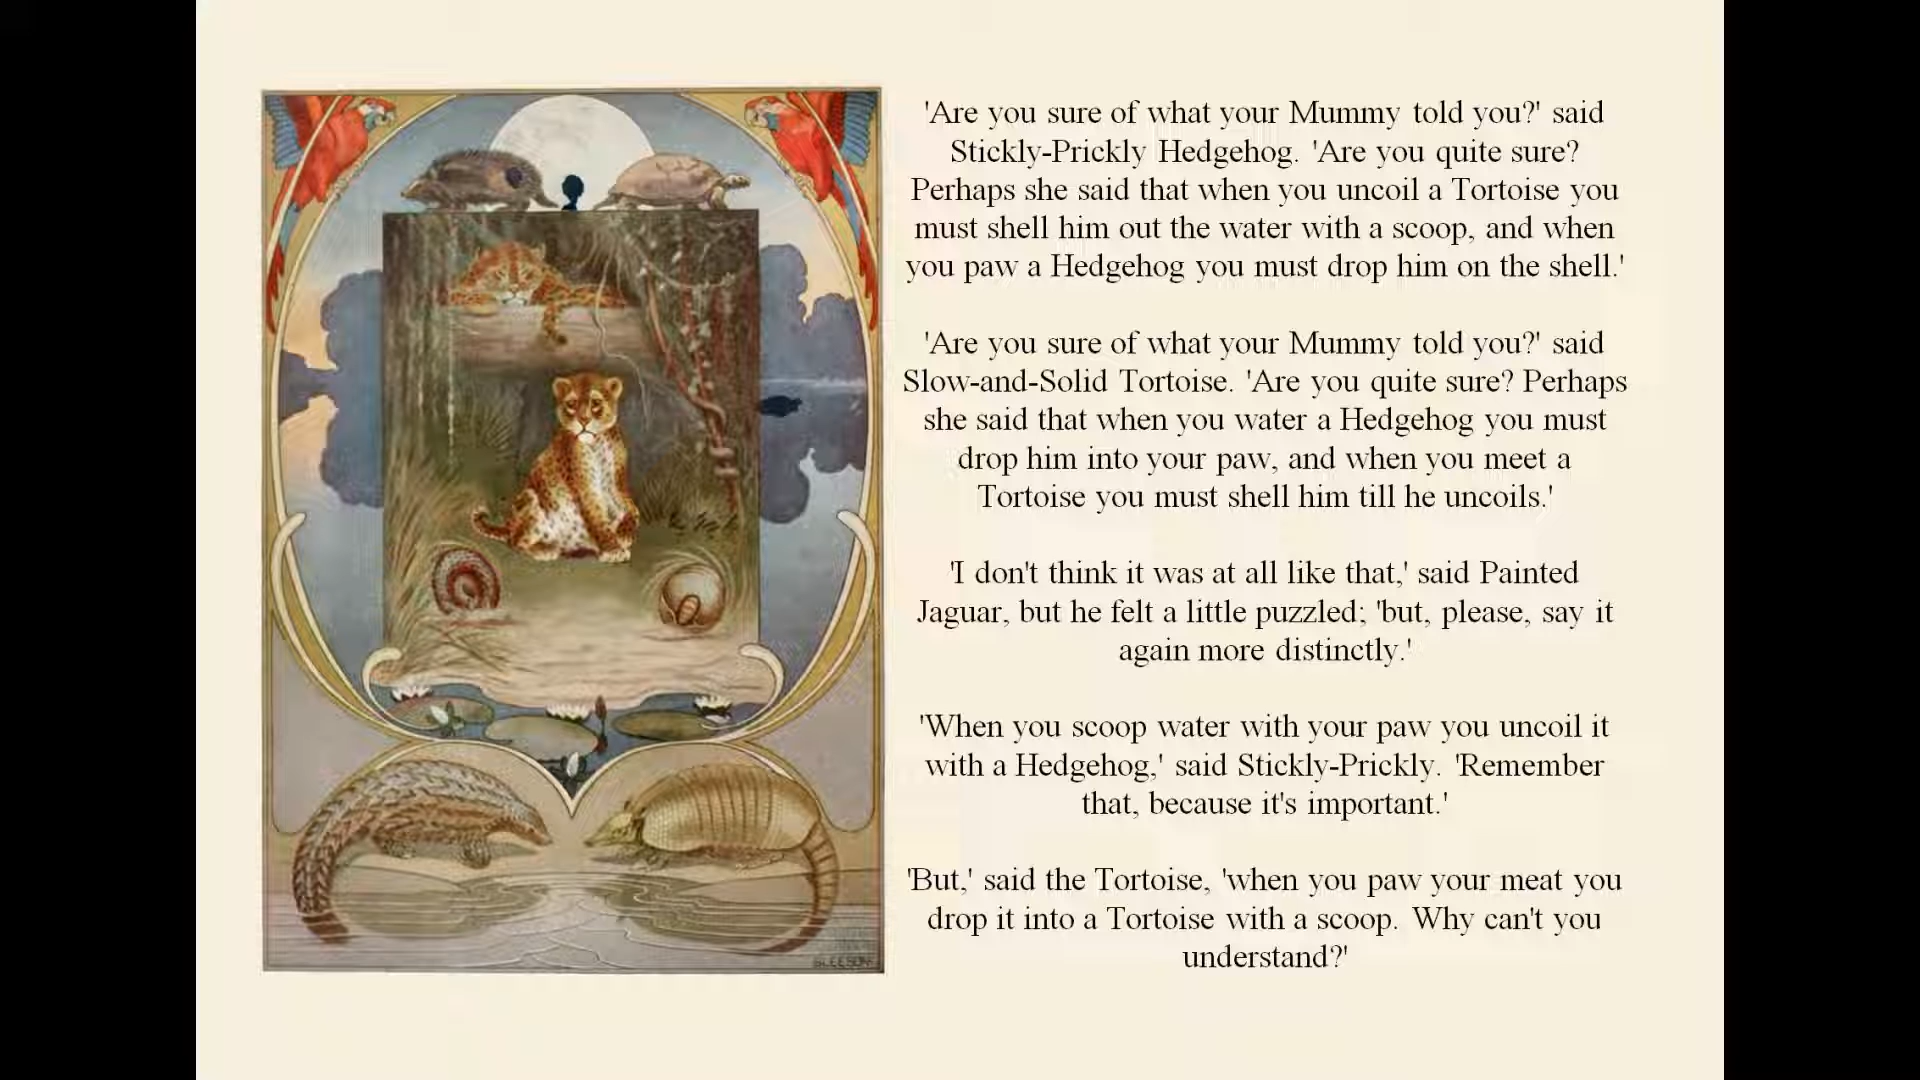 'Are you sure of what your Mummy told you?' said
Stickly-Prickly Hedgehog. 'Are you quite sure?
Perhaps she said that when you uncoil a Tortoise you
must shell him out the water with a scoop, and when
you paw a Hedgehog you must drop him on the shell.'
'Are you sure of what your Mummy told you?' said
Slow-and-Solid Tortoise. 'Are you quite sure? Perhaps
she said that when you water a Hedgehog you must
drop him into your paw, and when you meet a
Tortoise you must shell him till he uncoils.'
'I don't think it was at all like that,' said Painted
Jaguar, but he felt a little puzzled; 'but, please, say it
again more distinctly.'
'When you scoop water with your paw you uncoil it
with a Hedgehog,' said Stickly-Prickly. 'Remember
that, because it's important.'
'But,' said the Tortoise, 'when you paw your meat you
drop it into a Tortoise with a scoop. Why can't you
understand?'